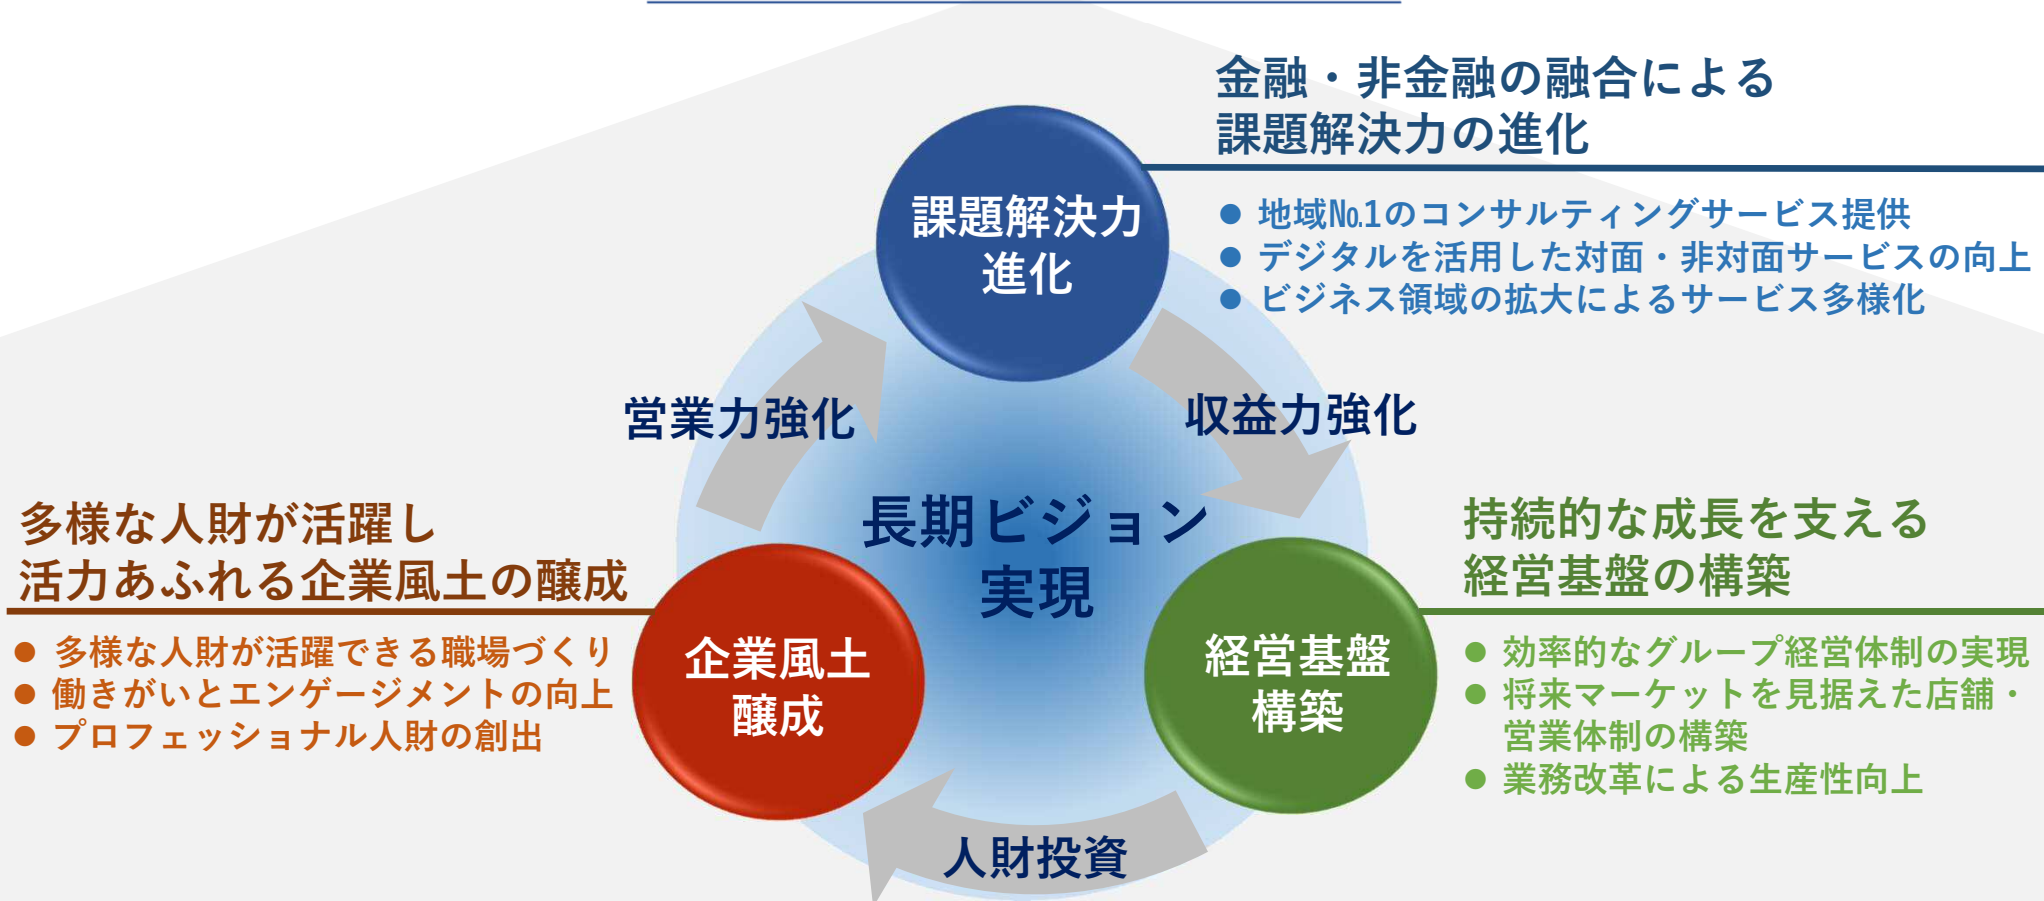 金融・非金融の融合による
課題解決力の進化
● 地域№1のコンサルティングサービス提供
● デジタルを活用した対面・非対面サービスの向上
● ビジネス領域の拡大によるサービス多様化
課題解決力
進化
営業力強化
収益力強化
長期ビジョン
実現
多様な人財が活躍し
活力あふれる企業風土の醸成
● 多様な人財が活躍できる職場づくり
● 働きがいとエンゲージメントの向上
● プロフェッショナル人財の創出
企業風土
醸成
経営基盤
構築
持続的な成長を支える
経営基盤の構築
● 効率的なグループ経営体制の実現
● 将来マーケットを見据えた店舗・
営業体制の構築
● 業務改革による生産性向上
人財投資